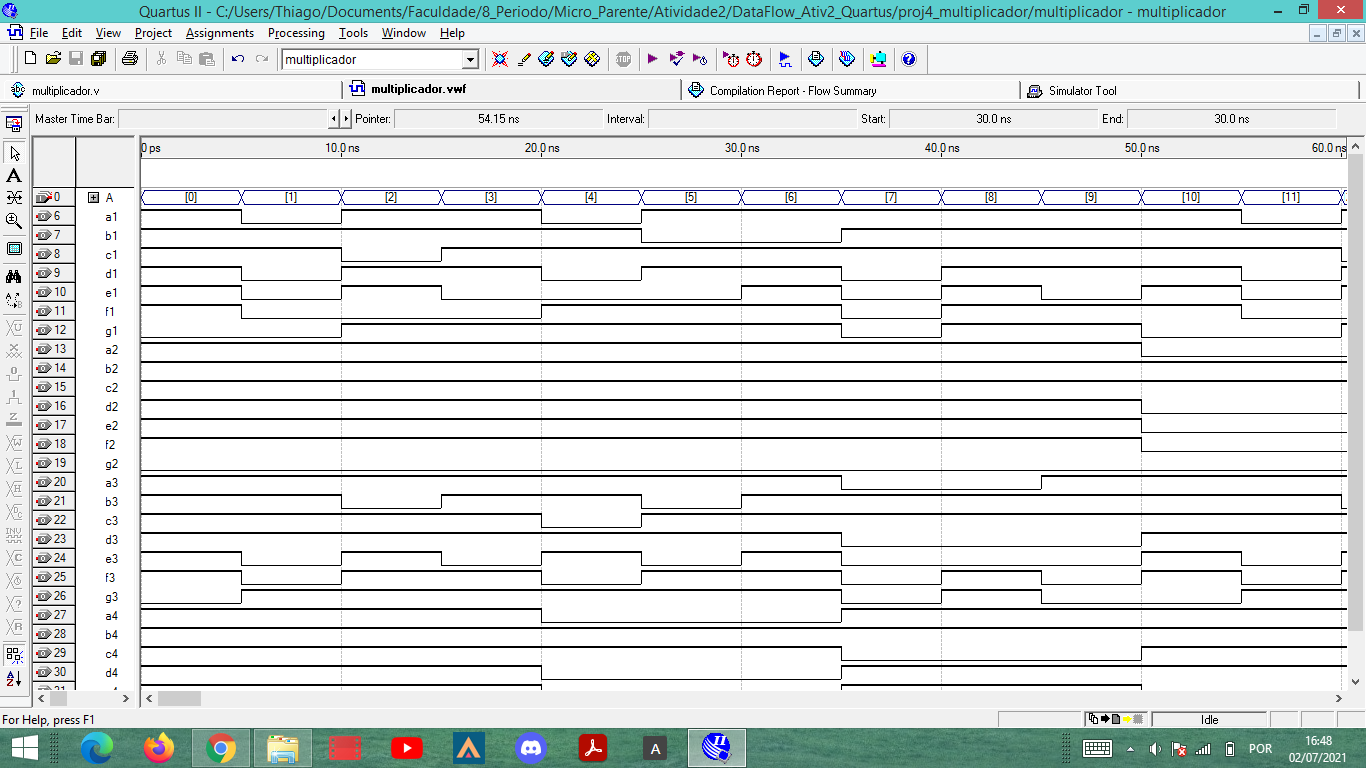 Quartus II - C:/Users/Thiago/Documents/Faculdade/8_Periodo/Micro_Parente/Atividade2/DataFlow_Ativ2_Quartus/proj4_multiplicador/multiplicador - multiplicador
File Edit View Project Assignments Processing Tools Window Help
multiplicador
multiplicador.v multiplicador.vwf Compilation Report - Flow Summary Simulator Tool
Master Time Bar: Pointer: 54.15 ns Interval: Start: 30.0 ns End: 30.0 ns
0 ps 10.0 ns 20.0 ns 30.0 ns 40.0 ns 50.0 ns 60.0 ns
0 A [0] [1] [2] [3] [4] [5] [6] [7] [8] [9] [10] [11]
6 a1
7 b1
8 c1
9 d1
10 e1
11 f1
12 g1
13 a2
14 b2
15 c2
16 d2
17 e2
18 f2
19 g2
20 a3
21 b3
22 c3
23 d3
24 e3
25 f3
26 g3
27 a4
28 b4
29 c4
30 d4
For Help, press F1 Idle
POR
16:48
02/07/2021